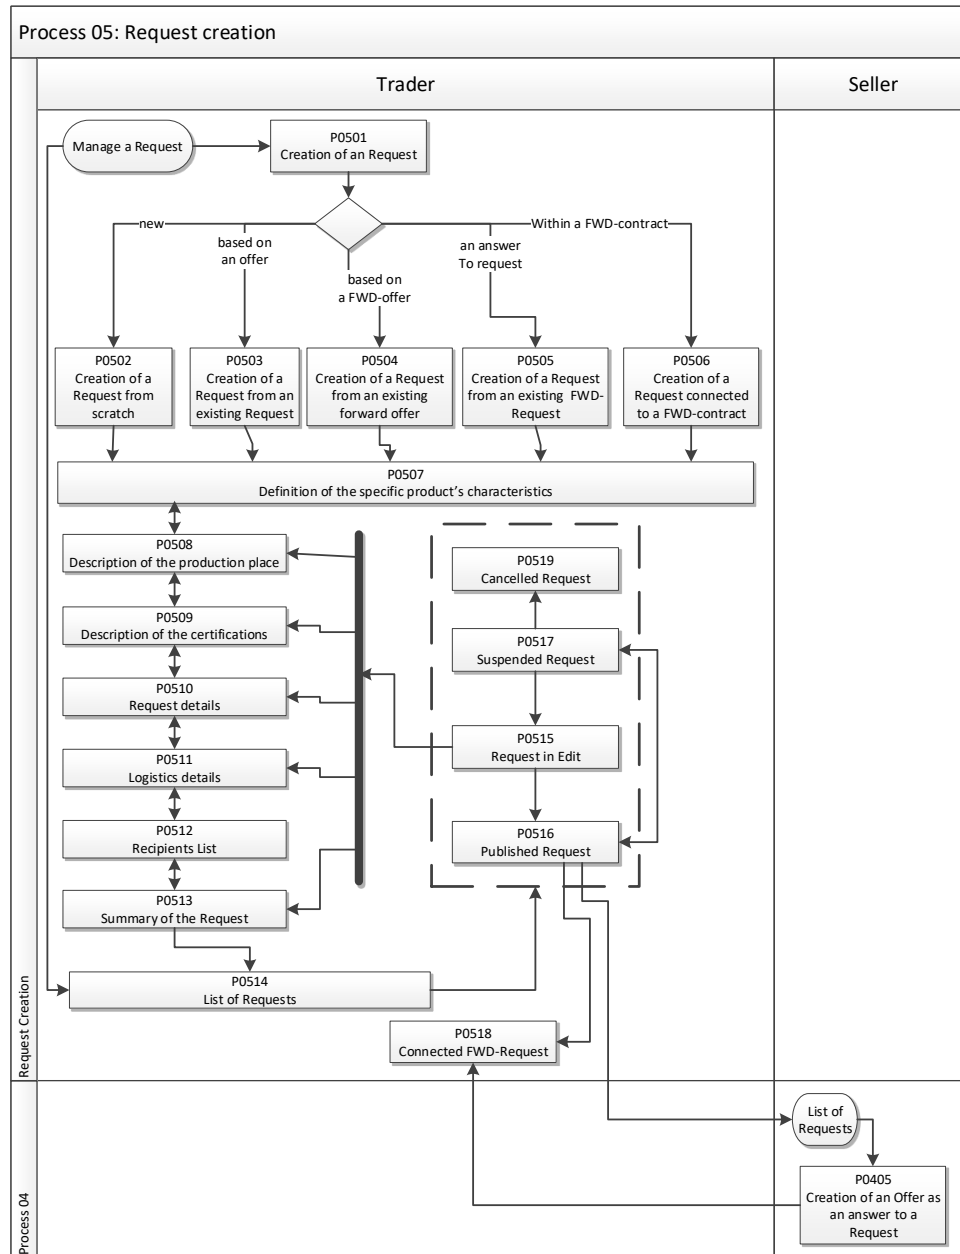 Process 05: Request creation
Trader
Seller
Manage a Request
P0501
Creation of an Request
new
based on
an offer
based on
a FWD-offer
an answer
To request
Within a FWD-contract
P0502
Creation of a
Request from
scratch
P0503
Creation of a
Request from an
existing Request
P0504
Creation of a Request
from an existing
forward offer
P0505
Creation of a Request
from an existing FWD-
Request
P0506
Creation of a
Request connected
to a FWD-contract
P0507
Definition of the specific product's characteristics
P0508
Description of the production place
P0509
Description of the certifications
P0510
Request details
P0511
Logistics details
P0512
Recipients List
P0513
Summary of the Request
P0514
List of Requests
P0519
Cancelled Request
P0517
Suspended Request
P0515
Request in Edit
P0516
Published Request
P0518
Connected FWD-Request
Request Creation
List of
Requests
P0405
Creation of an Offer as
an answer to a
Request
Process 04